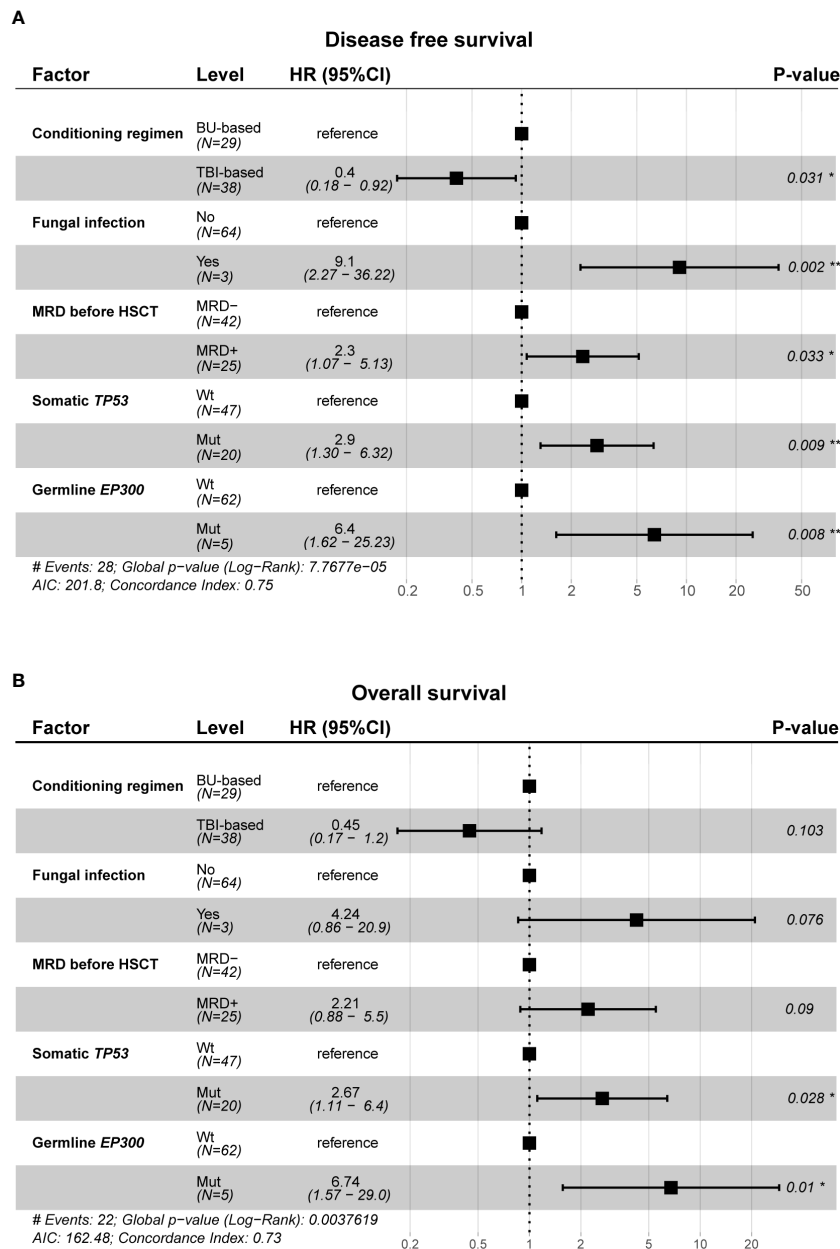 A
Disease free survival
Factor Level HR (95%CI) P-value
Conditioning regimen BU-based (N=29) reference
TBI-based (N=38) 0.4 (0.18 − 0.92) 0.031 *
Fungal infection No (N=64) reference
Yes (N=3) 9.1 (2.27 − 36.22) 0.002 **
MRD before HSCT MRD− (N=42) reference
MRD+ (N=25) 2.3 (1.07 − 5.13) 0.033 *
Somatic TP53 Wt (N=47) reference
Mut (N=20) 2.9 (1.30 − 6.32) 0.009 **
Germline EP300 Wt (N=62) reference
Mut (N=5) 6.4 (1.62 − 25.23) 0.008 **
# Events: 28; Global p−value (Log−Rank): 7.7677e−05
AIC: 201.8; Concordance Index: 0.75
0.2 0.5 1 2 5 10 20 50
B
Overall survival
Factor Level HR (95%CI) P-value
Conditioning regimen BU-based (N=29) reference
TBI-based (N=38) 0.45 (0.17 − 1.2) 0.103
Fungal infection No (N=64) reference
Yes (N=3) 4.24 (0.86 − 20.9) 0.076
MRD before HSCT MRD− (N=42) reference
MRD+ (N=25) 2.21 (0.88 − 5.5) 0.09
Somatic TP53 Wt (N=47) reference
Mut (N=20) 2.67 (1.11 − 6.4) 0.028 *
Germline EP300 Wt (N=62) reference
Mut (N=5) 6.74 (1.57 − 29.0) 0.01 *
# Events: 22; Global p−value (Log−Rank): 0.0037619
AIC: 162.48; Concordance Index: 0.73
0.2 0.5 1 2 5 10 20